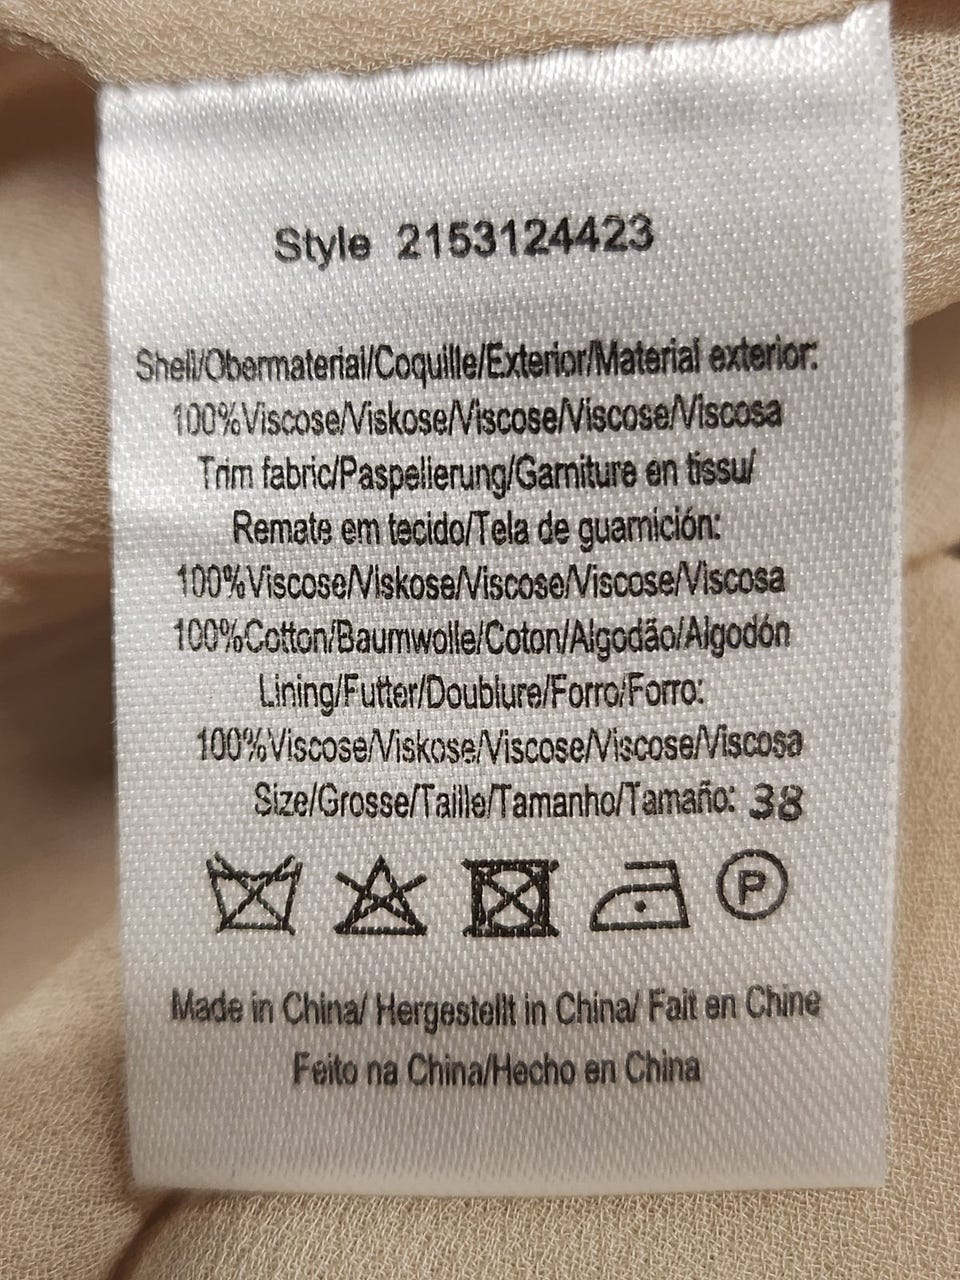 Style 2153124423
Shell/Obermaterial/Coquille/Exterior/Material exterior:
100%Viscose/Viskose/Viscose/Viscose/Viscosa
Trim fabric/Paspelierung/Garniture en tissu/
Remate em tecido/Tela de guarnición:
100%Viscose/Viskose/Viscose/Viscose/Viscosa
100%Cotton/Baumwolle/Coton/Algodão/Algodón
Lining/Futter/Doublure/Forro/Forro:
100%Viscose/Viskose/Viscose/Viscose/Viscosa
Size/Grosse/Taille/Tamanho/Tamaño: 38
P
Made in China/ Hergestellt in China/ Fait en Chine
Feito na China/Hecho en China